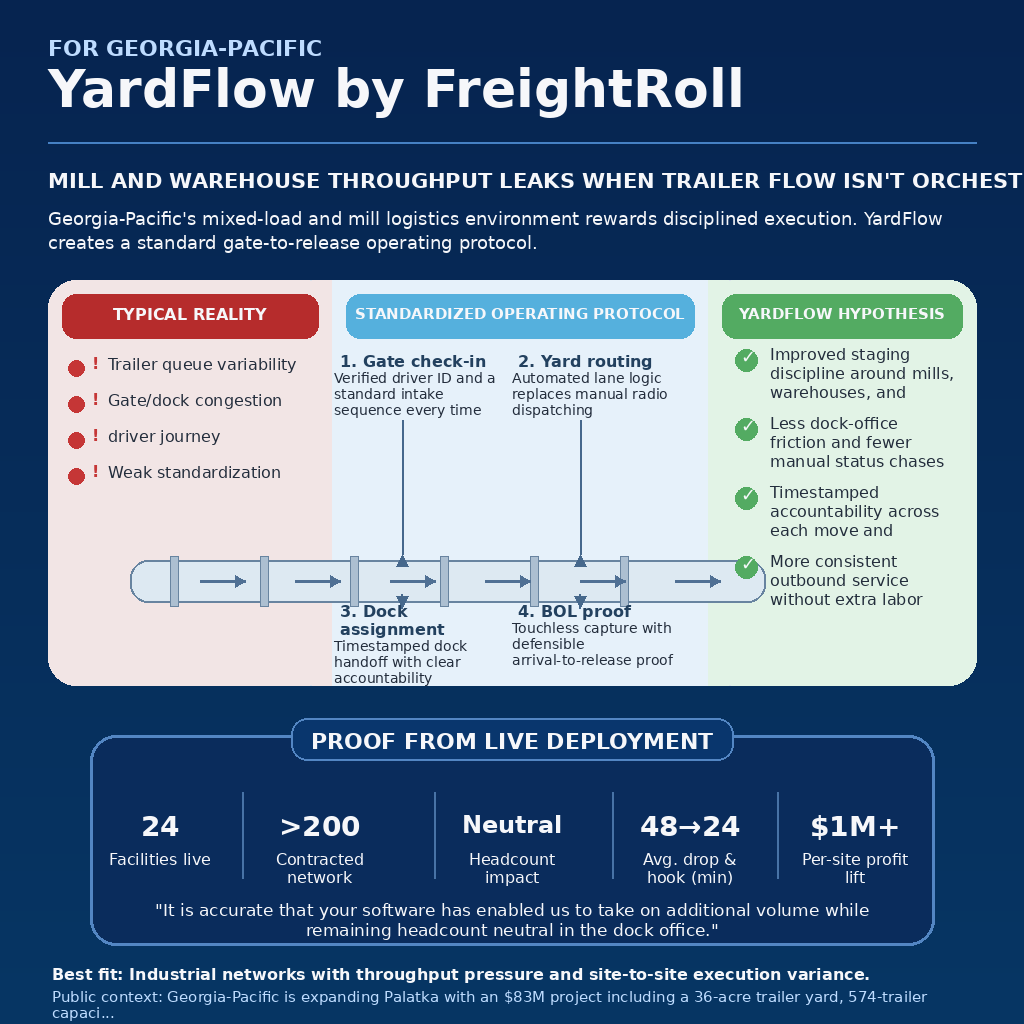 FOR GEORGIA-PACIFIC
YardFlow by FreightRoll
MILL AND WAREHOUSE THROUGHPUT LEAKS WHEN TRAILER FLOW ISN'T ORCHEST
Georgia-Pacific's mixed-load and mill logistics environment rewards disciplined execution. YardFlow
creates a standard gate-to-release operating protocol.
TYPICAL REALITY
! Trailer queue variability
! Gate/dock congestion
! driver journey
! Weak standardization
STANDARDIZED OPERATING PROTOCOL
1. Gate check-in
Verified driver ID and a
standard intake
sequence every time
2. Yard routing
Automated lane logic
replaces manual radio
dispatching
3. Dock
assignment
Timestamped dock
handoff with clear
accountability
4. BOL proof
Touchless capture with
defensible
arrival-to-release proof
YARDFLOW HYPOTHESIS
✓ Improved staging
discipline around mills,
warehouses, and
✓ Less dock-office
friction and fewer
manual status chases
✓ Timestamped
accountability across
each move and
✓ More consistent
outbound service
without extra labor
PROOF FROM LIVE DEPLOYMENT
24
Facilities live
>200
Contracted
network
Neutral
Headcount
impact
48→24
Avg. drop &
hook (min)
$1M+
Per-site profit
lift
"It is accurate that your software has enabled us to take on additional volume while
remaining headcount neutral in the dock office."
Best fit: Industrial networks with throughput pressure and site-to-site execution variance.
Public context: Georgia-Pacific is expanding Palatka with an $83M project including a 36-acre trailer yard, 574-trailer
capaci...